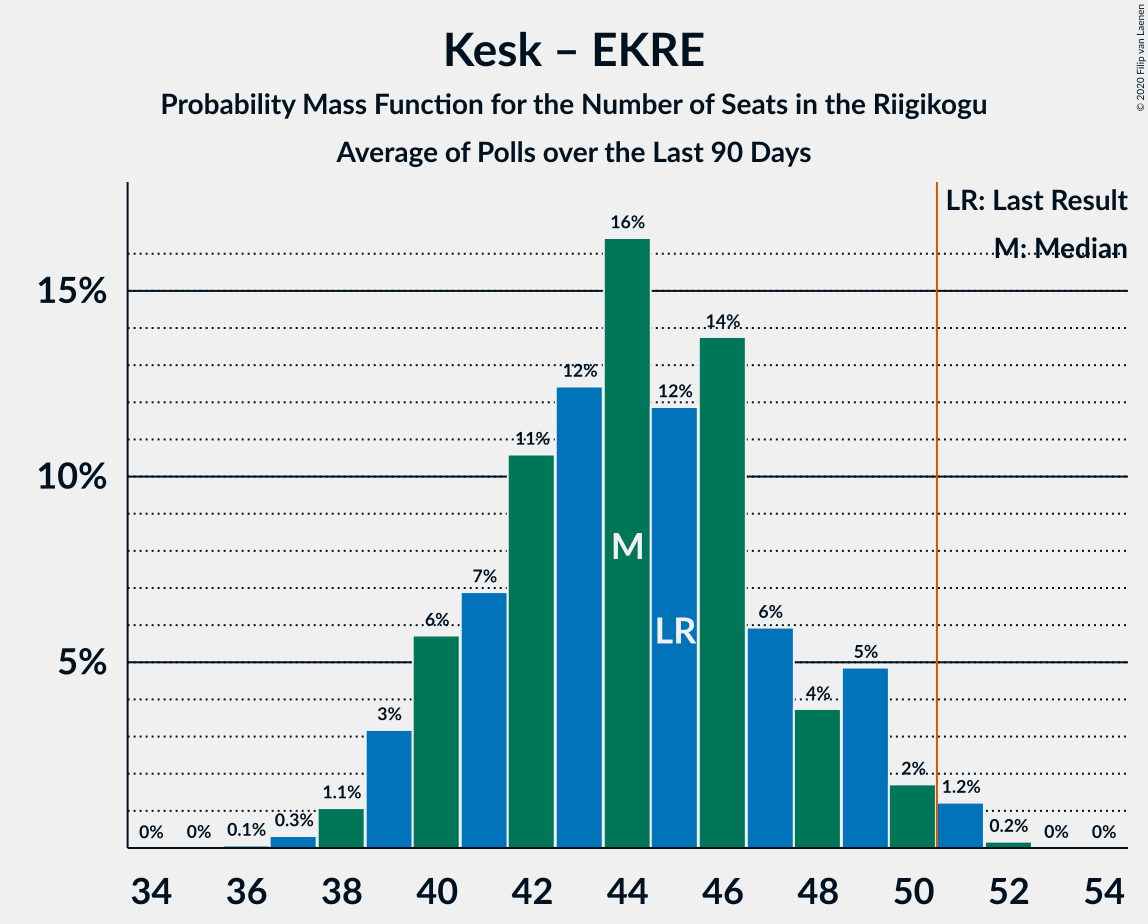 Kesk – EKRE
Probability Mass Function for the Number of Seats in the Riigikogu
Average of Polls over the Last 90 Days
© 2020 Filip van Laenen
LR: Last Result
M: Median
15%
10%
5%
0%
0%
0.1%
0.3%
1.1%
3%
6%
7%
11%
12%
16%
12%
14%
6%
4%
5%
2%
1.2%
0.2%
0%
0%
M
LR
34 36 38 40 42 44 46 48 50 52 54